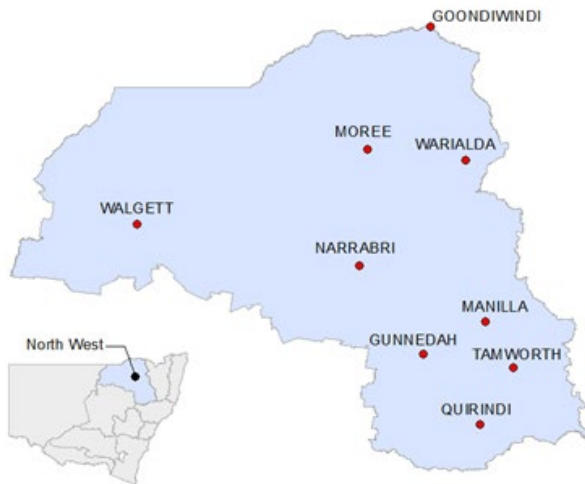 GOONDIWINDI
MOREE
WARIALDA
WALGETT
NARRABRI
MANILLA
GUNNEDAH
TAMWORTH
North West
QUIRINDI